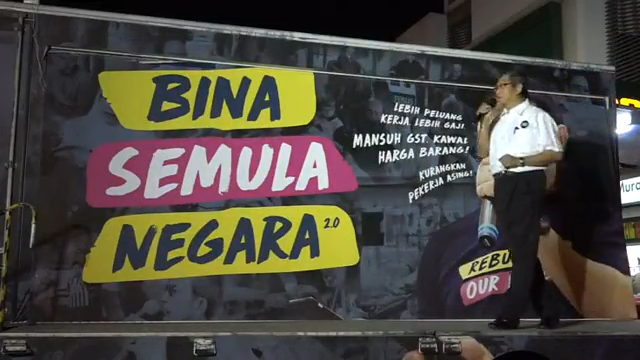 BINA
SEMULA
NEGARA 2.0
LEBIH PELUANG
KERJA, LEBIH GAJI!
MANSUH GST. KAWAL
HARGA BARANG!
KURANGKAN
PEKERJA ASING!
REBU
OUR